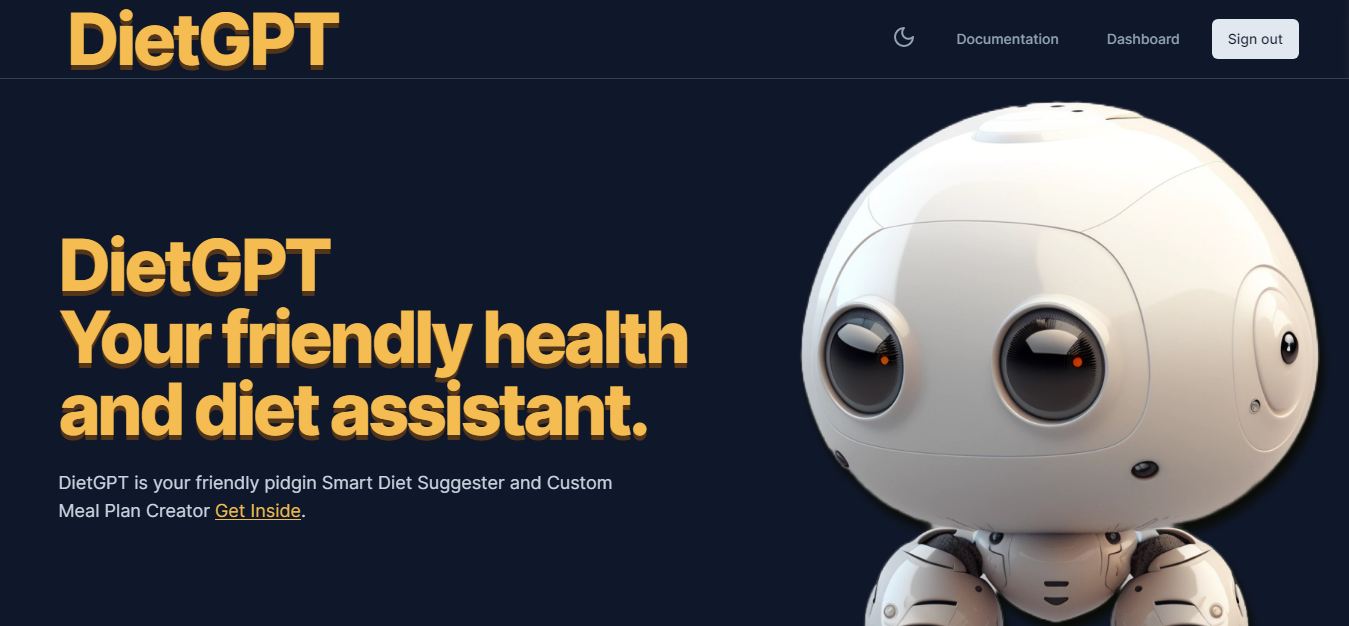 DietGPT
Documentation
Dashboard
Sign out
DietGPT
Your friendly health
and diet assistant.
DietGPT is your friendly pidgin Smart Diet Suggester and Custom
Meal Plan Creator Get Inside.